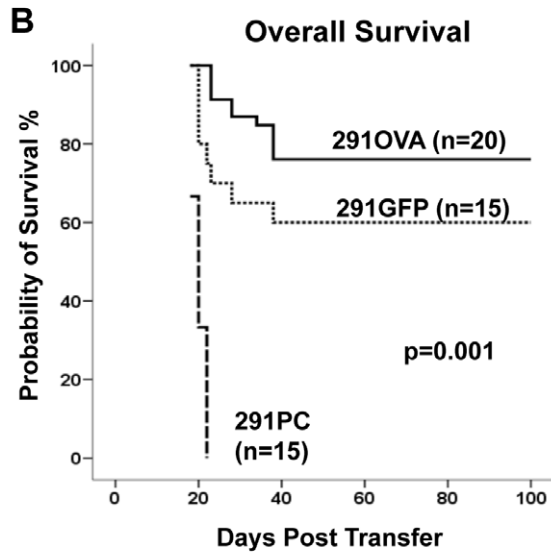 B
Overall Survival
Probability of Survival %
100
80
60
40
20
0
291OVA (n=20)
291GFP (n=15)
p=0.001
291PC
(n=15)
0 20 40 60 80 100
Days Post Transfer